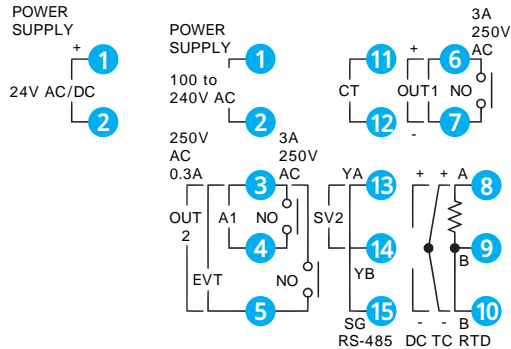 POWER
SUPPLY
+
1
24V AC/DC
2
POWER
SUPPLY
1
100 to
240V AC
2
11
CT
12
3A
250V
AC
+
6
OUT1
NO
7
-
250V
AC
0.3A
3A
250V
AC
3
OUT
2
A1
NO
4
EVT
NO
5
YA
13
SV2
14
YB
15
SG
RS-485
+
+
A
8
9
B
10
-
-
B
DC
TC
RTD